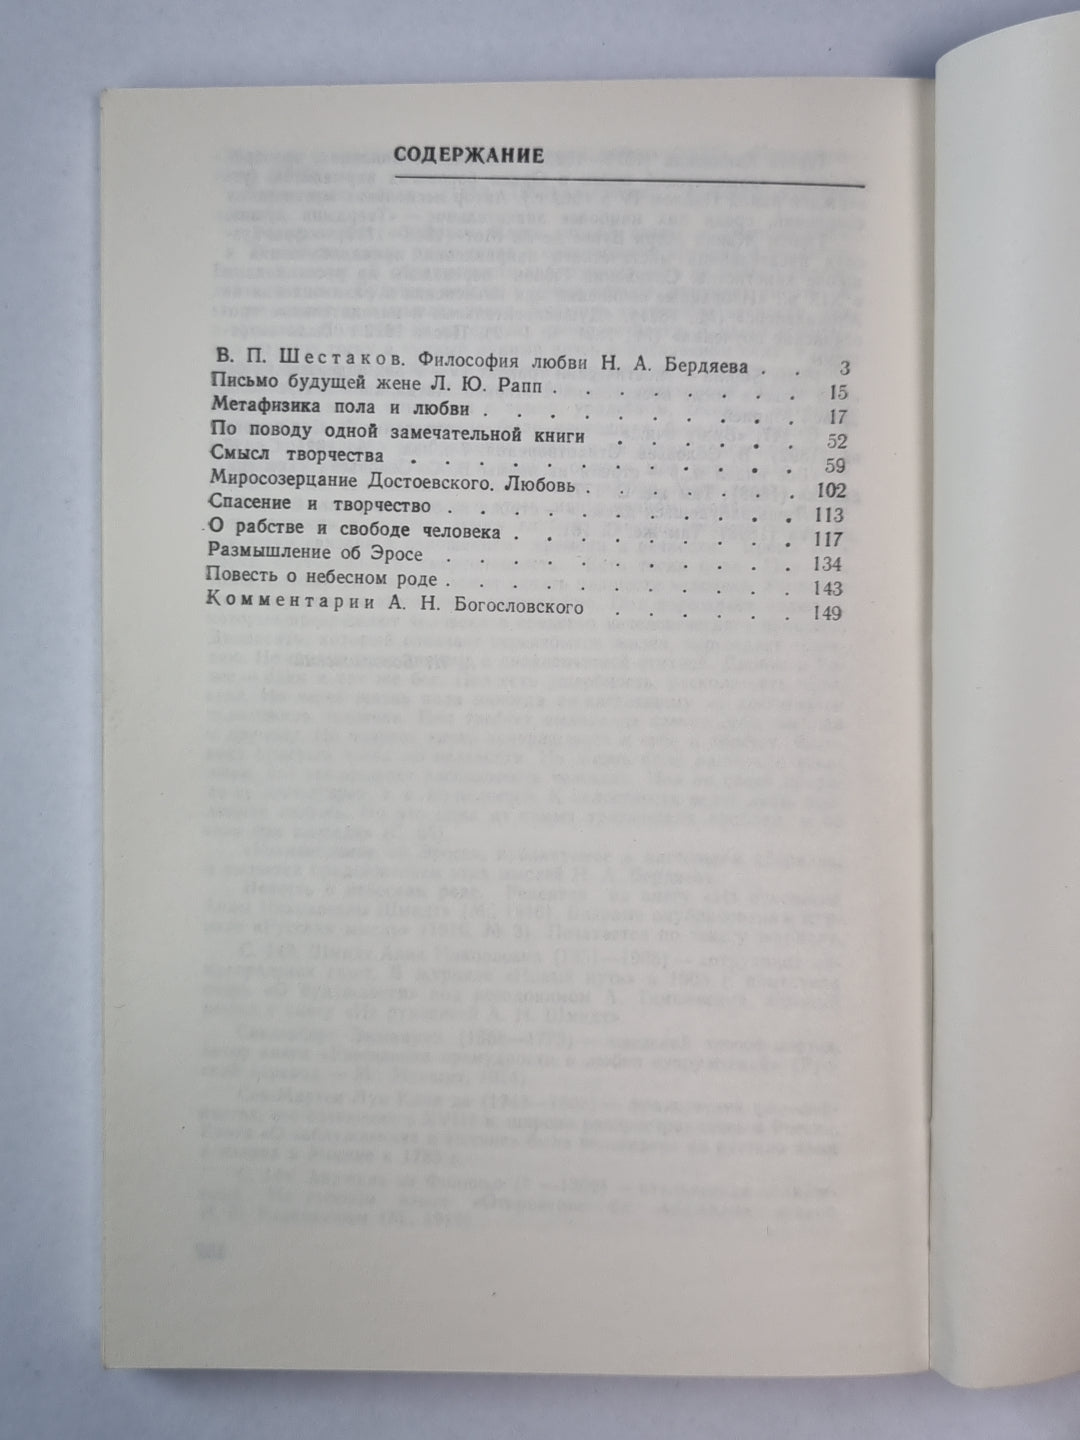 СОДЕРЖАНИЕ
В. П. Шестаков. Философия любви Н. А. Бердяева . . 3
Письмо будущей жене Л. Ю. Рапп . . . . . . . . 15
Метафизика пола и любви . . . . . . . . . . 17
По поводу одной замечательной книги . . . . . . 52
Смысл творчества . . . . . . . . . . . . 59
Миросозерцание Достоевского. Любовь . . . . . . . 102
Спасение и творчество . . . . . . . . . . . 113
О рабстве и свободе человека . . . . . . . . . 117
Размышление об Эросе . . . . . . . . . . . 134
Повесть о небесном роде . . . . . . . . . . . 143
Комментарии А. Н. Богословского . . . . . . 149